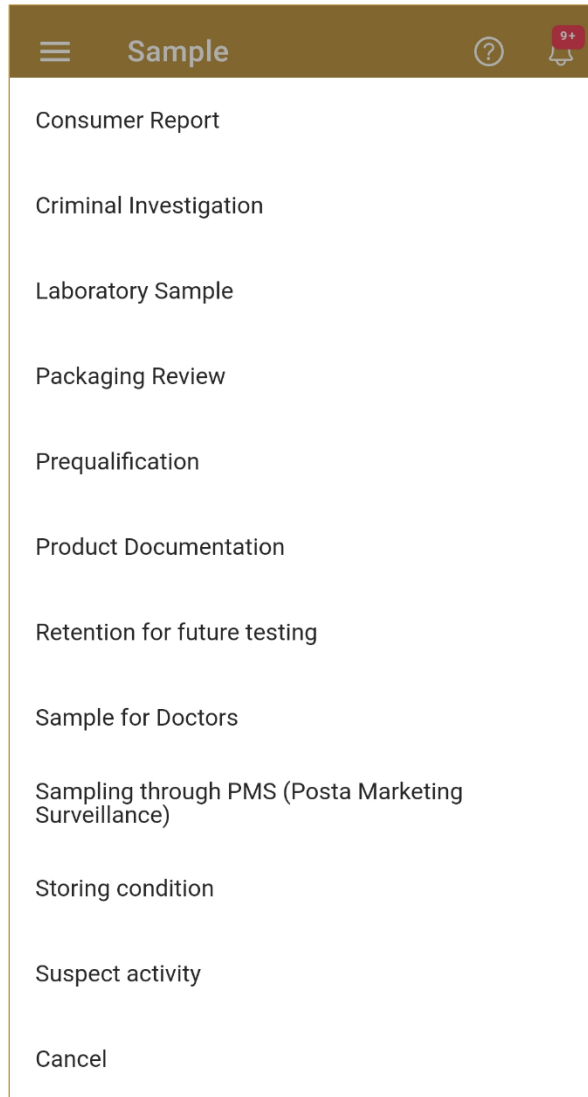 Sample
9+
Consumer Report
Criminal Investigation
Laboratory Sample
Packaging Review
Prequalification
Product Documentation
Retention for future testing
Sample for Doctors
Sampling through PMS (Posta Marketing
Surveillance)
Storing condition
Suspect activity
Cancel